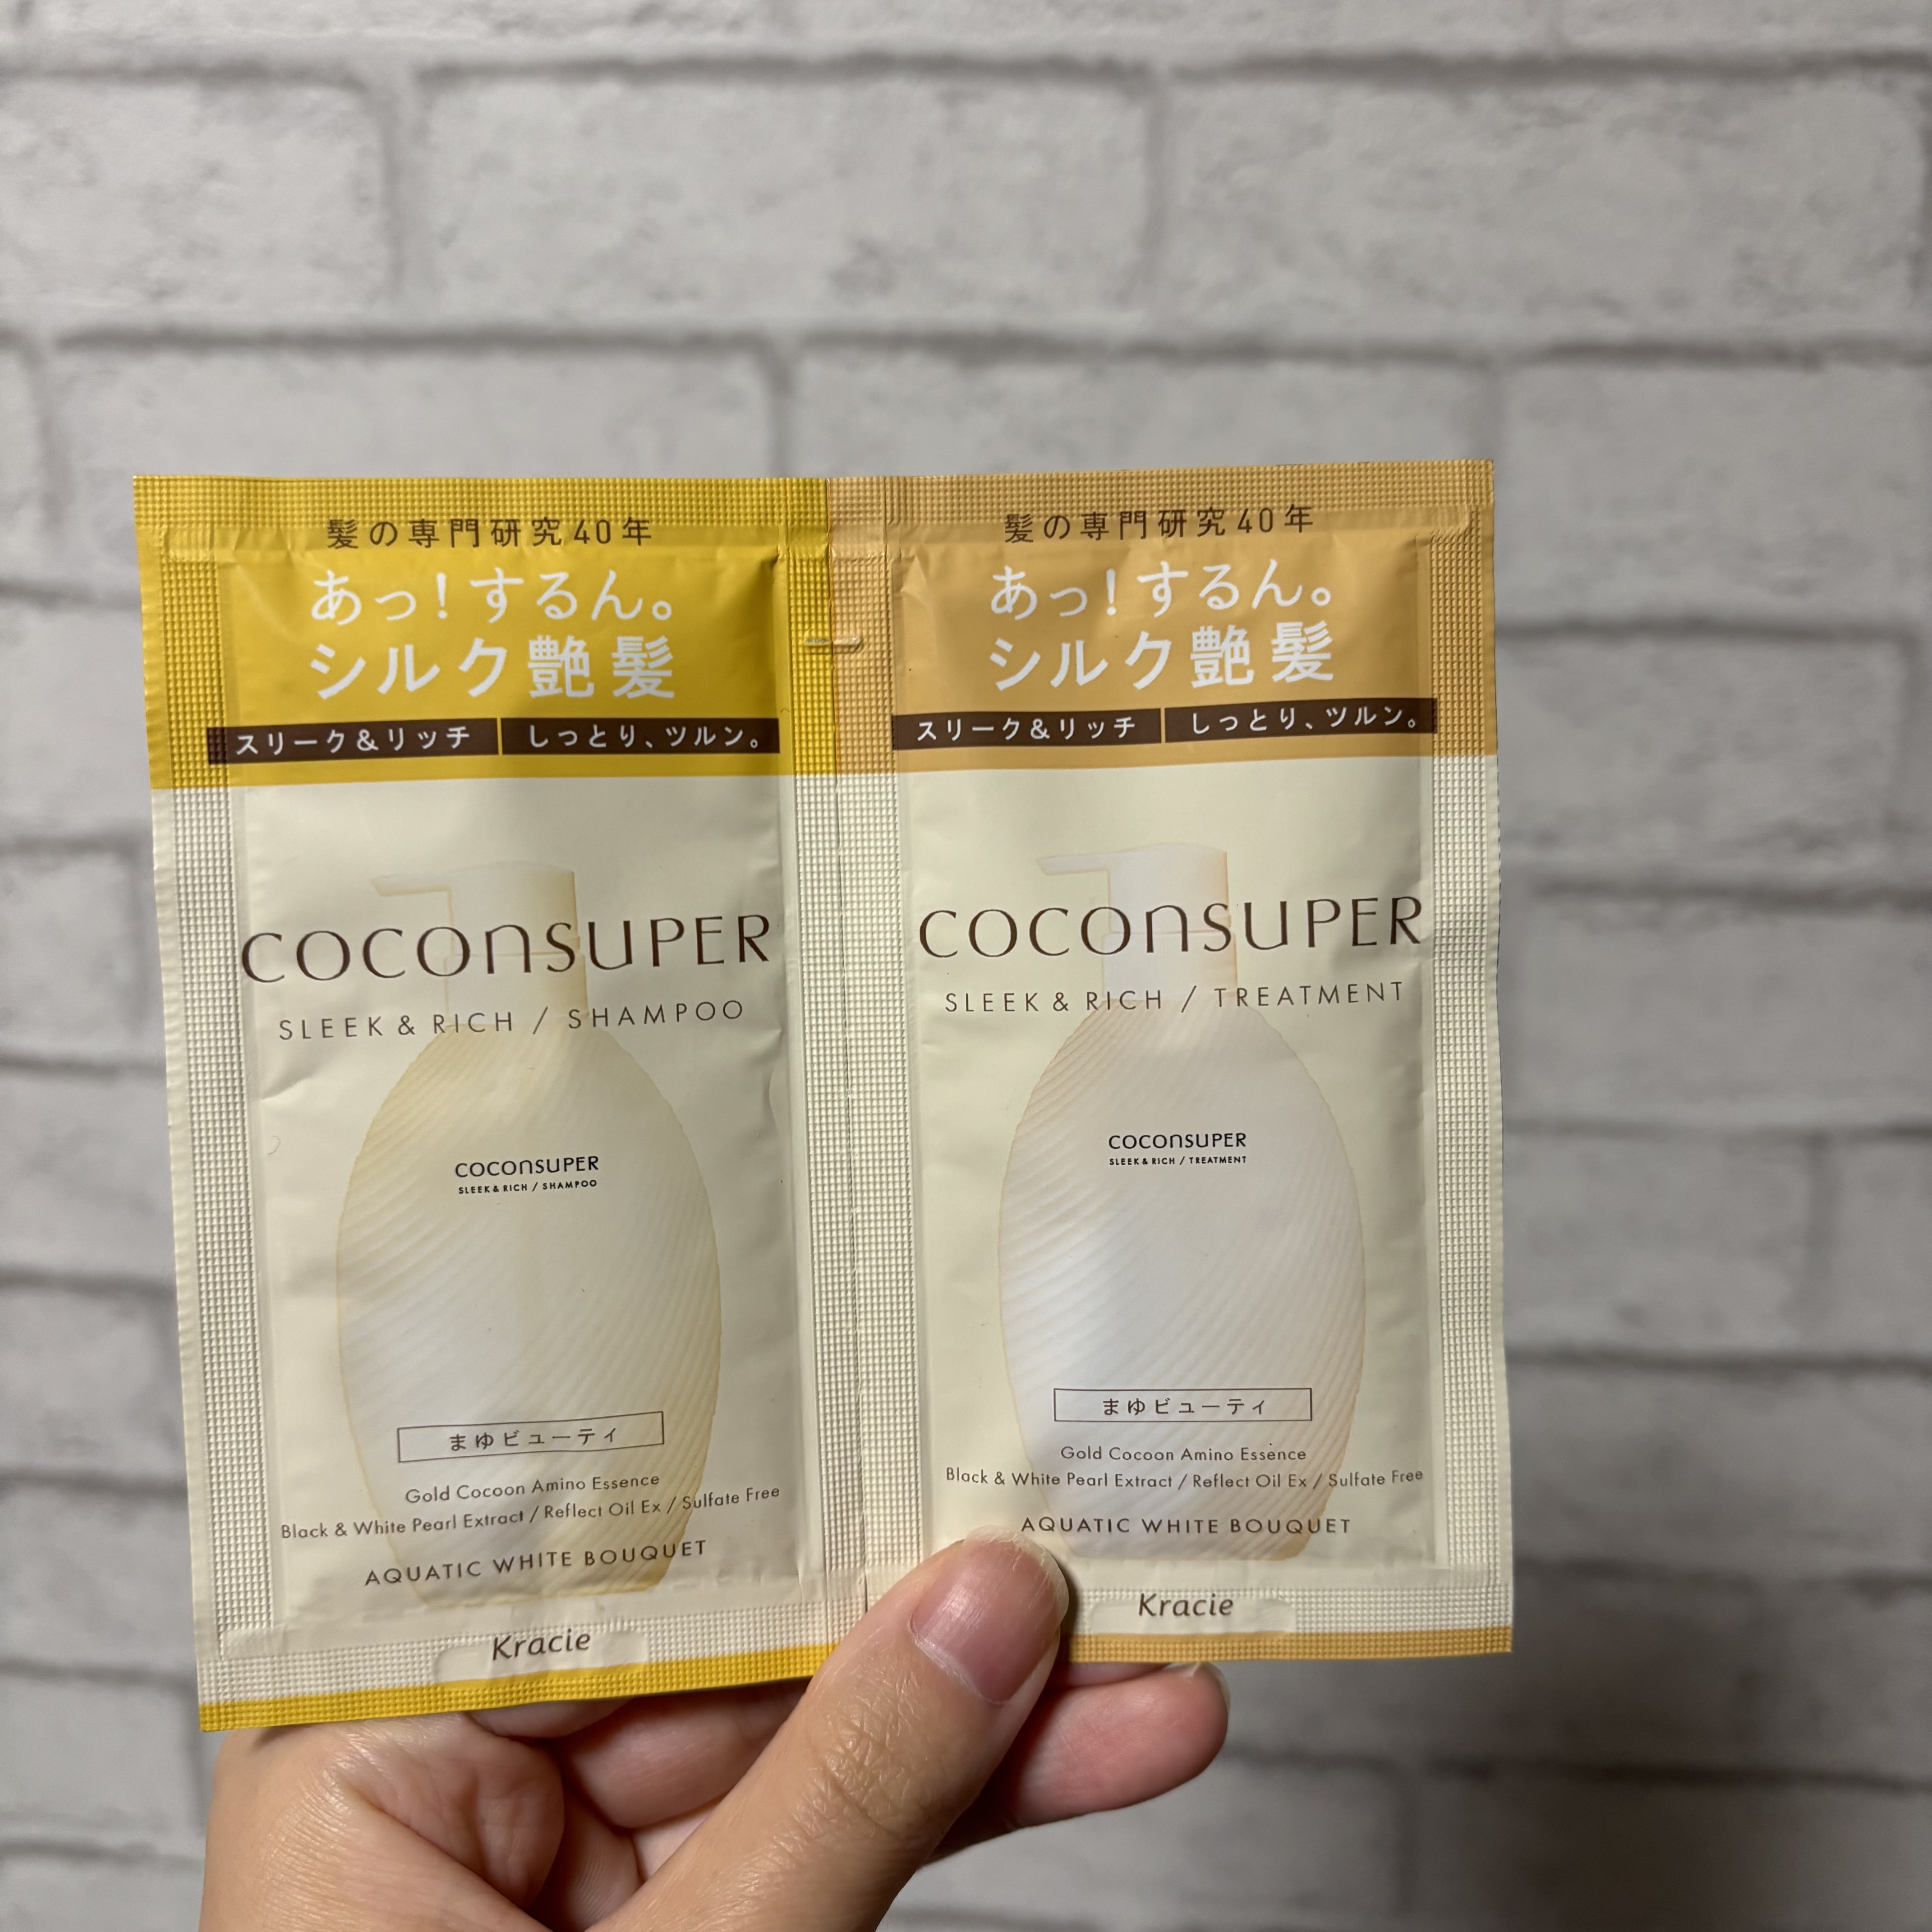 髪の専門研究40年
あっ!するん。
シルク艶髪
スリーク&リッチ しっとり、ツルン。
COCONSUPER
SLEEK & RICH / SHAMPOO
COCONSUPER
SLEEK & RICH / SHAMPOO
まゆビューティ
Gold Cocoon Amino Essence
Black & White Pearl Extract / Reflect Oil Ex / Sulfate Free
AQUATIC WHITE BOUQUET
Kracie
髪の専門研究40年
あっ!するん。
シルク艶髪
スリーク&リッチ しっとり、ツルン。
COCONSUPER
SLEEK & RICH / TREATMENT
COCONSUPER
SLEEK & RICH / TREATMENT
まゆビューティ
Gold Cocoon Amino Essence
Black & White Pearl Extract / Reflect Oil Ex / Sulfate Free
AQUATIC WHITE BOUQUET
Kracie